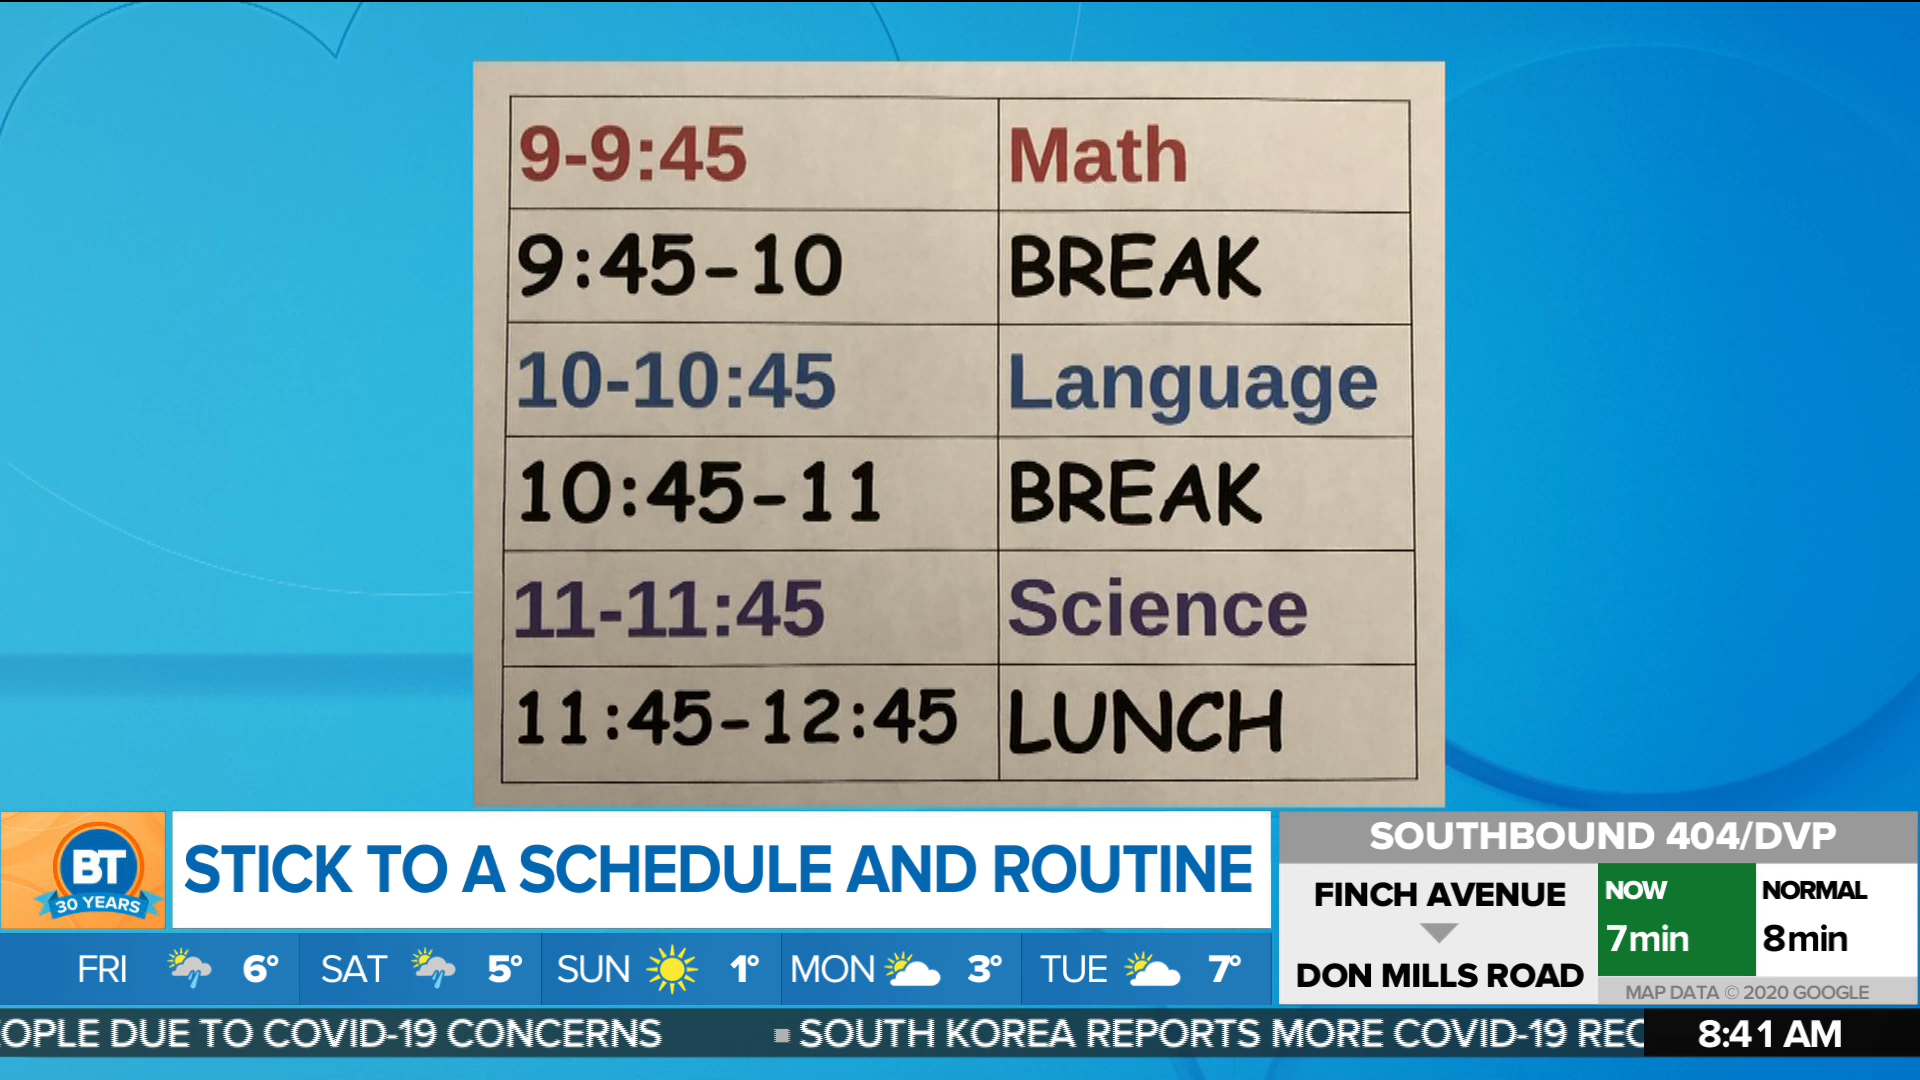 9-9:45 Math
9:45-10 BREAK
10-10:45 Language
10:45-11 BREAK
11-11:45 Science
11:45-12:45 LUNCH
BT
30 YEARS
STICK TO A SCHEDULE AND ROUTINE
SOUTHBOUND 404/DVP
FINCH AVENUE
DON MILLS ROAD
NOW
7min
NORMAL
8min
MAP DATA © 2020 GOOGLE
FRI 6° SAT 5° SUN 1° MON 3° TUE 7°
DUE TO COVID-19 CONCERNS ▪ SOUTH KOREA REPORTS MORE COVID-19
8:41 AM